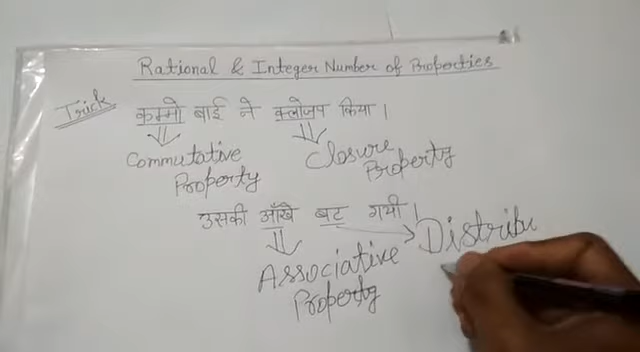 Rational & Integer Number of Properties
Trick
कम्मो बाई ने क्लोजप किया।
Commutative Property
Closure Property
उसकी आँखे बट गयी।
Associative Property
Distribu